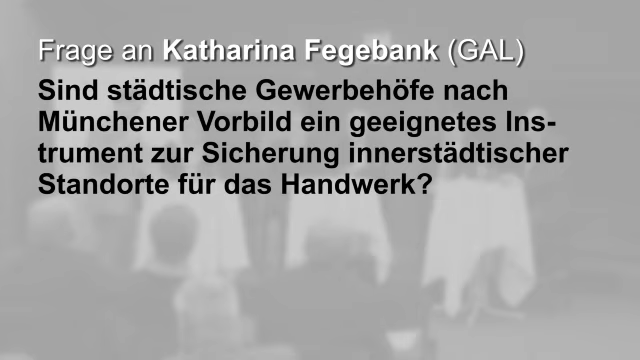 Frage an Katharina Fegebank (GAL)
Sind städtische Gewerbehöfe nach
Münchener Vorbild ein geeignetes Ins-
trument zur Sicherung innerstädtischer
Standorte für das Handwerk?